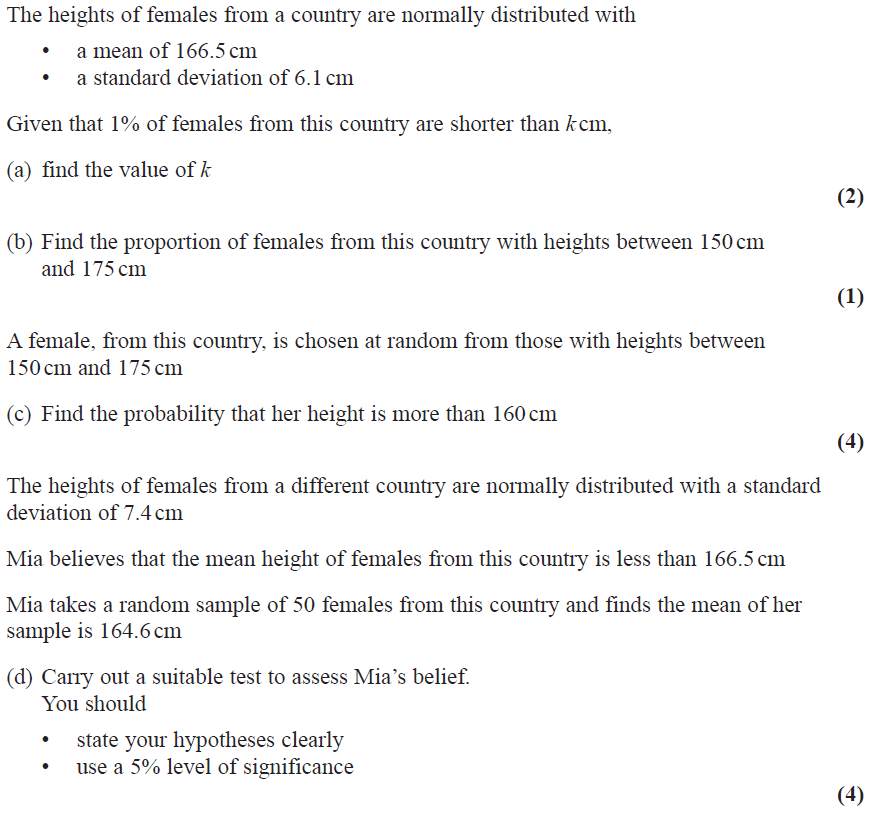 The heights of females from a country are normally distributed with
• a mean of 166.5 cm
• a standard deviation of 6.1 cm
Given that 1% of females from this country are shorter than k cm,
(a) find the value of k
(2)
(b) Find the proportion of females from this country with heights between 150 cm
and 175 cm
(1)
A female, from this country, is chosen at random from those with heights between
150 cm and 175 cm
(c) Find the probability that her height is more than 160 cm
(4)
The heights of females from a different country are normally distributed with a standard
deviation of 7.4 cm
Mia believes that the mean height of females from this country is less than 166.5 cm
Mia takes a random sample of 50 females from this country and finds the mean of her
sample is 164.6 cm
(d) Carry out a suitable test to assess Mia’s belief.
You should
• state your hypotheses clearly
• use a 5% level of significance
(4)